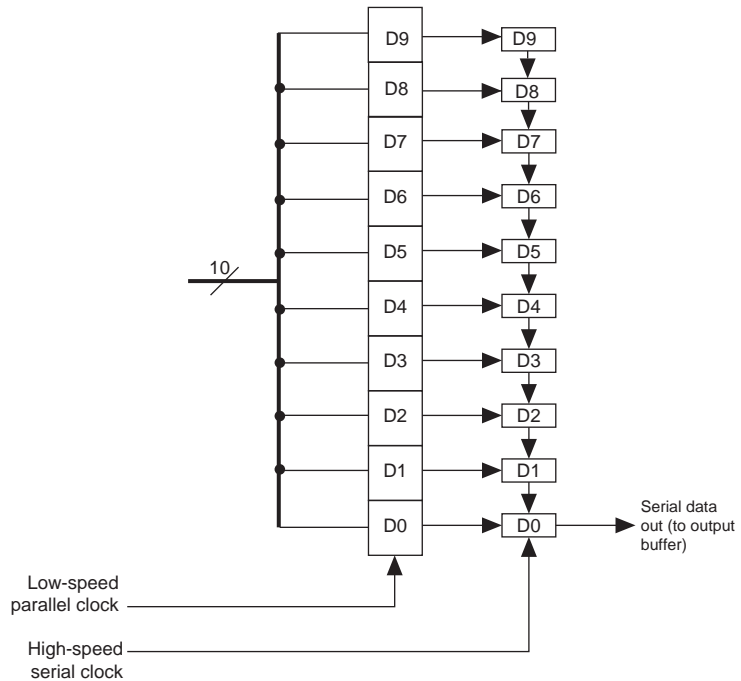 D9 D9
D8 D8
D7 D7
D6 D6
10
D5 D5
D4 D4
D3 D3
D2 D2
D1 D1
D0 D0
Serial data
out (to output
buffer)
Low-speed
parallel clock
High-speed
serial clock